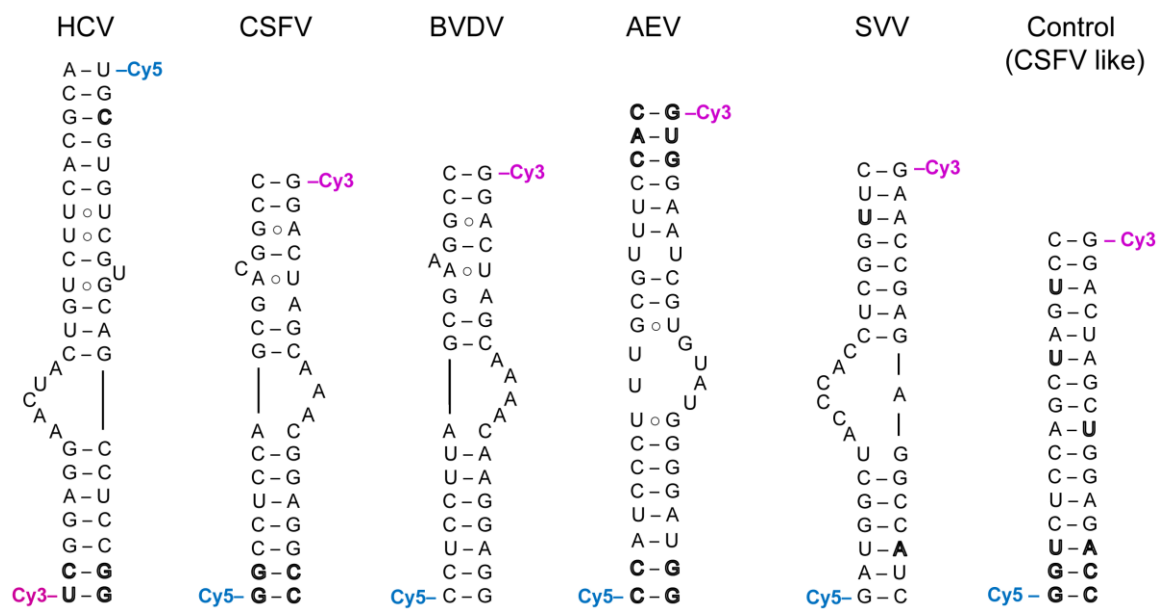 HCV
A – U –Cy5
C – G
G – C
C – G
A – U
C – G
U ○ U
U ○ C
C – G
U
U ○ G
G – C
U – A
C – G
A
U
C
A
A
G – C
G – C
A – U
G – C
G – C
C – G
Cy3– U – G
CSFV
C – G –Cy3
C – G
G ○ A
G – C
C
A ○ U
G – A
C – G
G – C
A
A
A
A C
C – G
C – G
U – A
C – G
C – G
G – C
Cy5– G – C
BVDV
C – G –Cy3
C – G
G ○ A
G – C
A
A ○ U
G – A
C – G
G – C
A
A
A
A
A C
U – A
U – A
C – G
C – G
U – A
C – G
Cy5– C – G
AEV
C – G –Cy3
A – U
C – G
C – G
U – A
U – A
U – U
G – C
C – G
G ○ U
U G
U
U A
U
U ○ G
C – G
C – G
C – G
U – A
A – U
C – G
Cy5– C – G
SVV
C – G –Cy3
U – A
U – A
G – C
G – C
C – G
U – A
C – G
C
A
C
C
C
A
A
U – G
C – G
G – C
G – C
U – A
A – U
Cy5– G – C
Control
(CSFV like)
C – G – Cy3
C – G
U – A
G – C
A – U
U – A
C – G
G – C
A – U
C – G
C – G
U – A
C – G
U – A
G – C
Cy5 – G – C